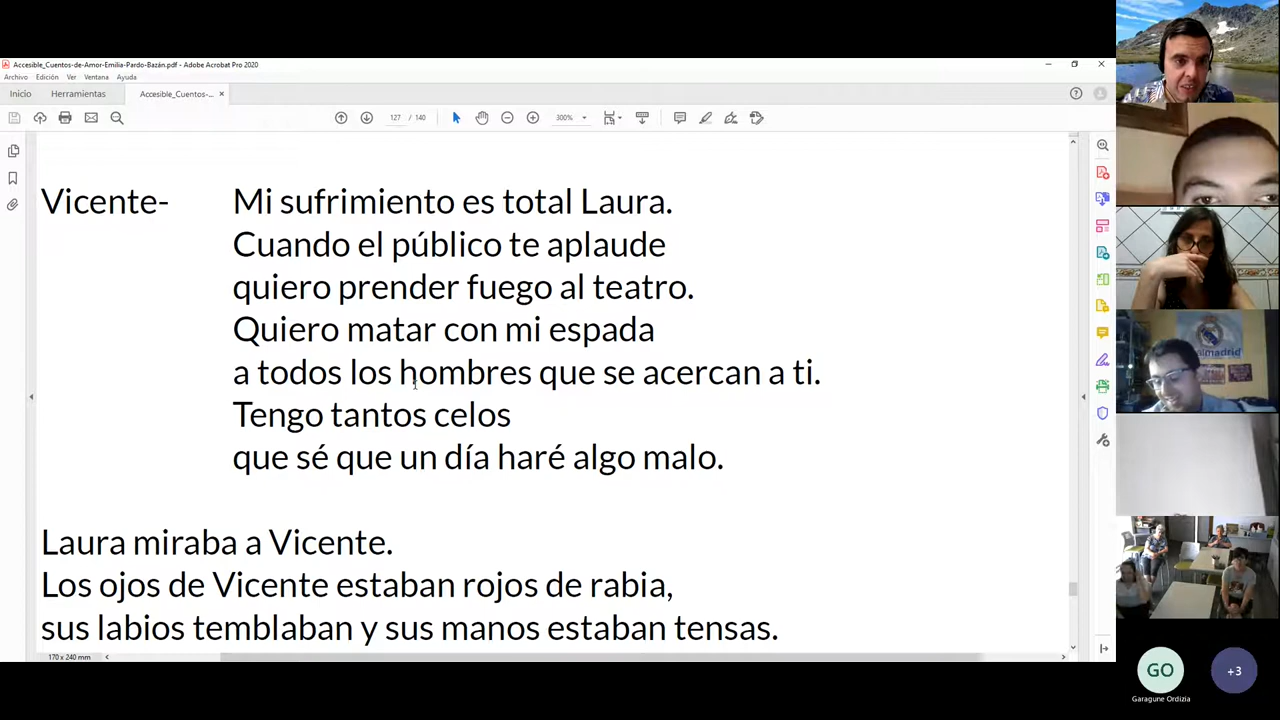 Accesible_Cuentos-de-Amor-Emilia-Pardo-Bazán.pdf - Adobe Acrobat Pro 2020
Archivo Edición Ver Ventana Ayuda
Inicio Herramientas Accesible_Cuentos-...
127 / 140 300%
Vicente- Mi sufrimiento es total Laura.
Cuando el público te aplaude
quiero prender fuego al teatro.
Quiero matar con mi espada
a todos los hombres que se acercan a ti.
Tengo tantos celos
que sé que un día haré algo malo.
Laura miraba a Vicente.
Los ojos de Vicente estaban rojos de rabia,
sus labios temblaban y sus manos estaban tensas.
170 x 240 mm
almadrid
GO
+3
Garagune Ordizia